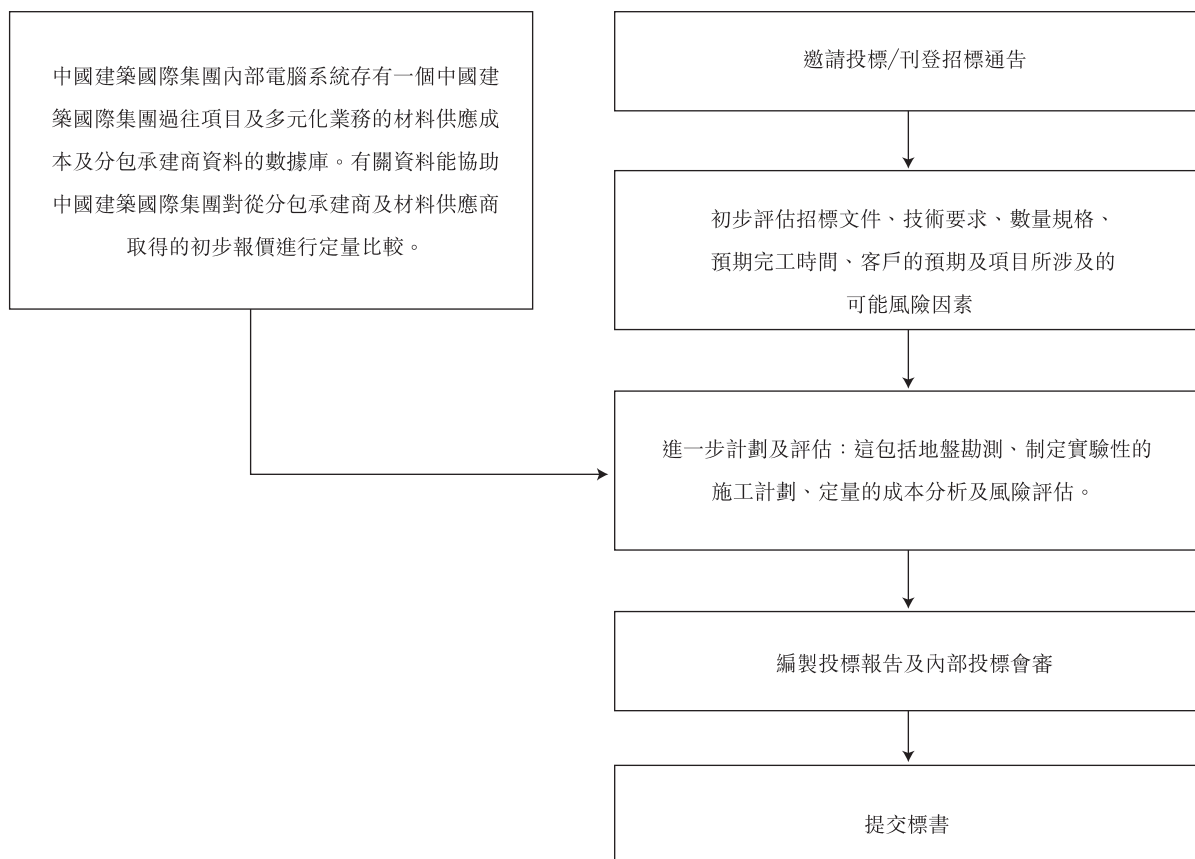 中國建築國際集團內部電腦系統存有一個中國建
築國際集團過往項目及多元化業務的材料供應成
本及分包承建商資料的數據庫。有關資料能協助
中國建築國際集團對從分包承建商及材料供應商
取得的初步報價進行定量比較。
邀請投標/刊登招標通告
初步評估招標文件、技術要求、數量規格、
預期完工時間、客戶的預期及項目所涉及的
可能風險因素
進一步計劃及評估：這包括地盤勘測、制定實驗性的
施工計劃、定量的成本分析及風險評估。
編製投標報告及內部投標會審
提交標書